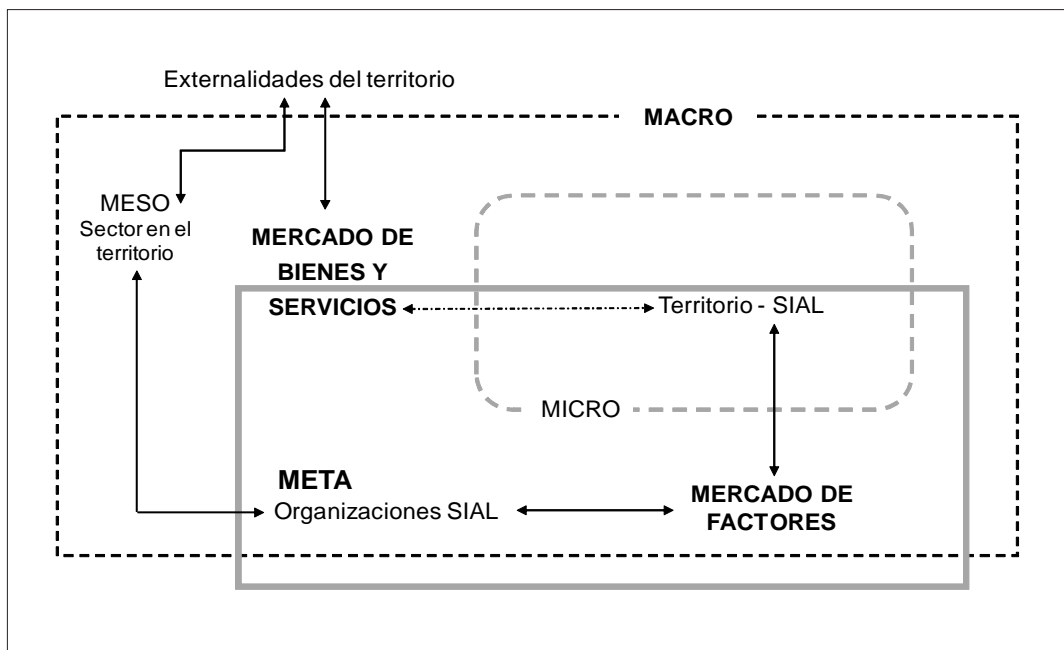 Externalidades del territorio
MACRO
MESO
Sector en el
territorio
MERCADO DE
BIENES Y
SERVICIOS
Territorio - SIAL
MICRO
META
Organizaciones SIAL
MERCADO DE
FACTORES